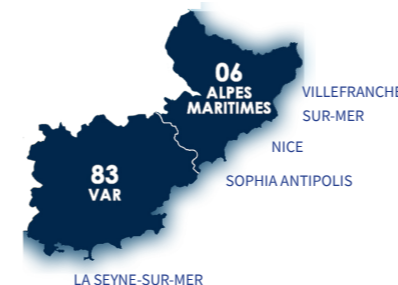 06
ALPES
MARITIMES
VILLEFRANCHE
SUR-MER
NICE
83
VAR
SOPHIA ANTIPOLIS
LA SEYNE-SUR-MER